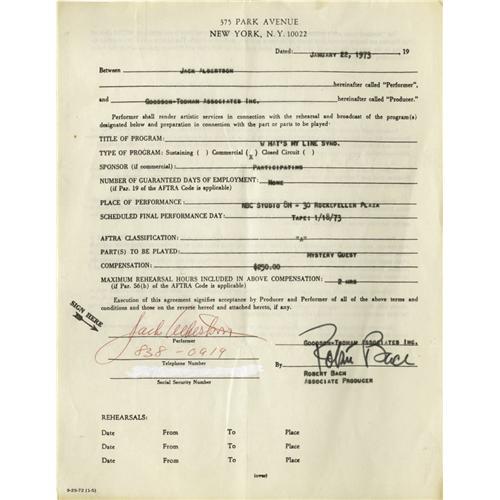 375 PARK AVENUE
NEW YORK, N.Y. 10022
Dated: JANUARY 22, 1973 , 19
Between JACK ALBERTSON
hereinafter called "Performer",
and GOODSON-TODMAN ASSOCIATES INC. hereinafter called "Producer."
Performer shall render artistic services in connection with the rehearsal and broadcast of the program(s)
designated below and preparation in connection with the part or parts to be played:
TITLE OF PROGRAM: WHAT'S MY LINE SYND.
TYPE OF PROGRAM: Sustaining ( ) Commercial (X) Closed Circuit ( )
SPONSOR (if commercial): PARTICIPATING
NUMBER OF GUARANTEED DAYS OF EMPLOYMENT: NONE
(if Par. 19 of the AFTRA Code is applicable)
PLACE OF PERFORMANCE: NBC STUDIO 8H - 30 ROCKEFELLER PLAZA
SCHEDULED FINAL PERFORMANCE DAY: TAPE: 1/18/73
AFTRA CLASSIFICATION: "A"
PART(S) TO BE PLAYED: MYSTERY GUEST
COMPENSATION: $250.00
MAXIMUM REHEARSAL HOURS INCLUDED IN ABOVE COMPENSATION: 2 HRS
(if Par. 56(b) of the AFTRA Code is applicable)
Execution of this agreement signifies acceptance by Producer and Performer of all of the above terms and
conditions and those on the reverse hereof and attached hereto, if any.
SIGN HERE
Jack Albertson
Performer
GOODSON-TODMAN ASSOCIATES INC.
838-0919
Telephone Number
By Robert Bach
ROBERT BACH
ASSOCIATE PRODUCER
Social Security Number
REHEARSALS:
Date From To Place
Date From To Place
Date From To Place
(over)
9-25-72 (1-5)